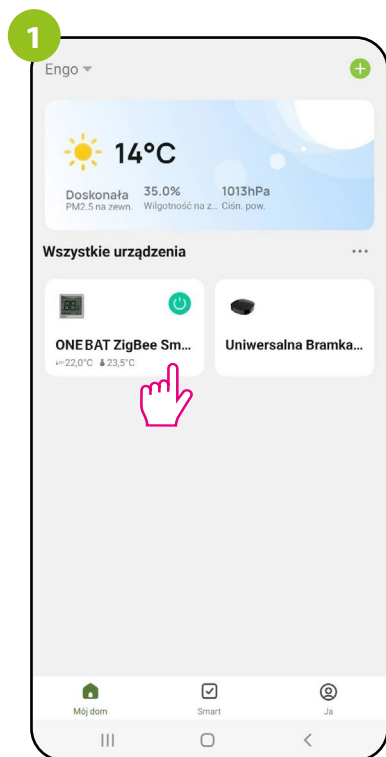 1
Engo
14°C
Doskonała 35.0% 1013hPa
PM2.5 na zewn. Wilgotność na z... Ciśn. pow.
Wszystkie urządzenia
ONE BAT ZigBee Sm... Uniwersalna Bramka...
22,0°C 23,5°C
Mój dom Smart Ja